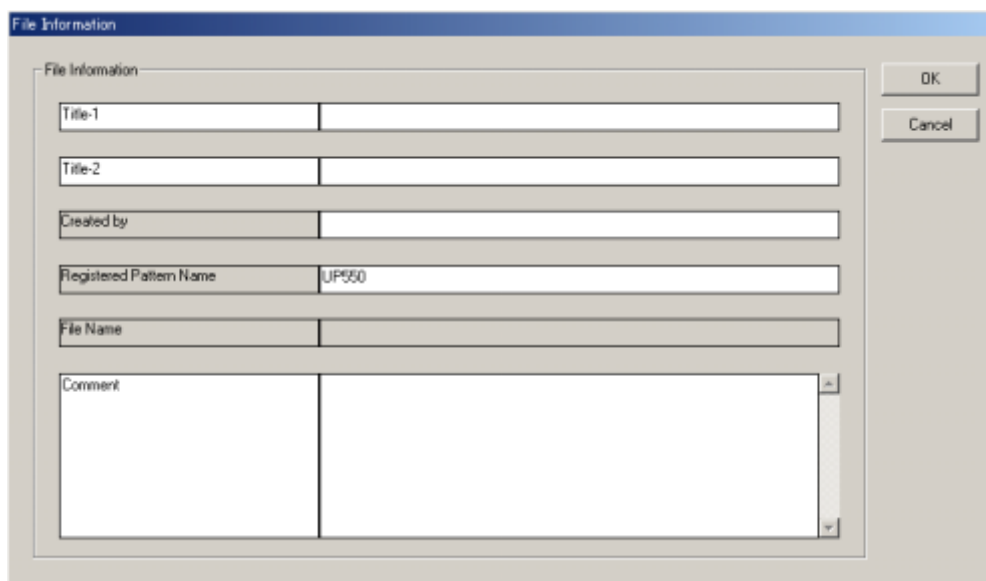 File Information
File Information
OK
Title-1
Cancel
Title-2
Created by
Registered Pattern Name UP550
File Name
Comment